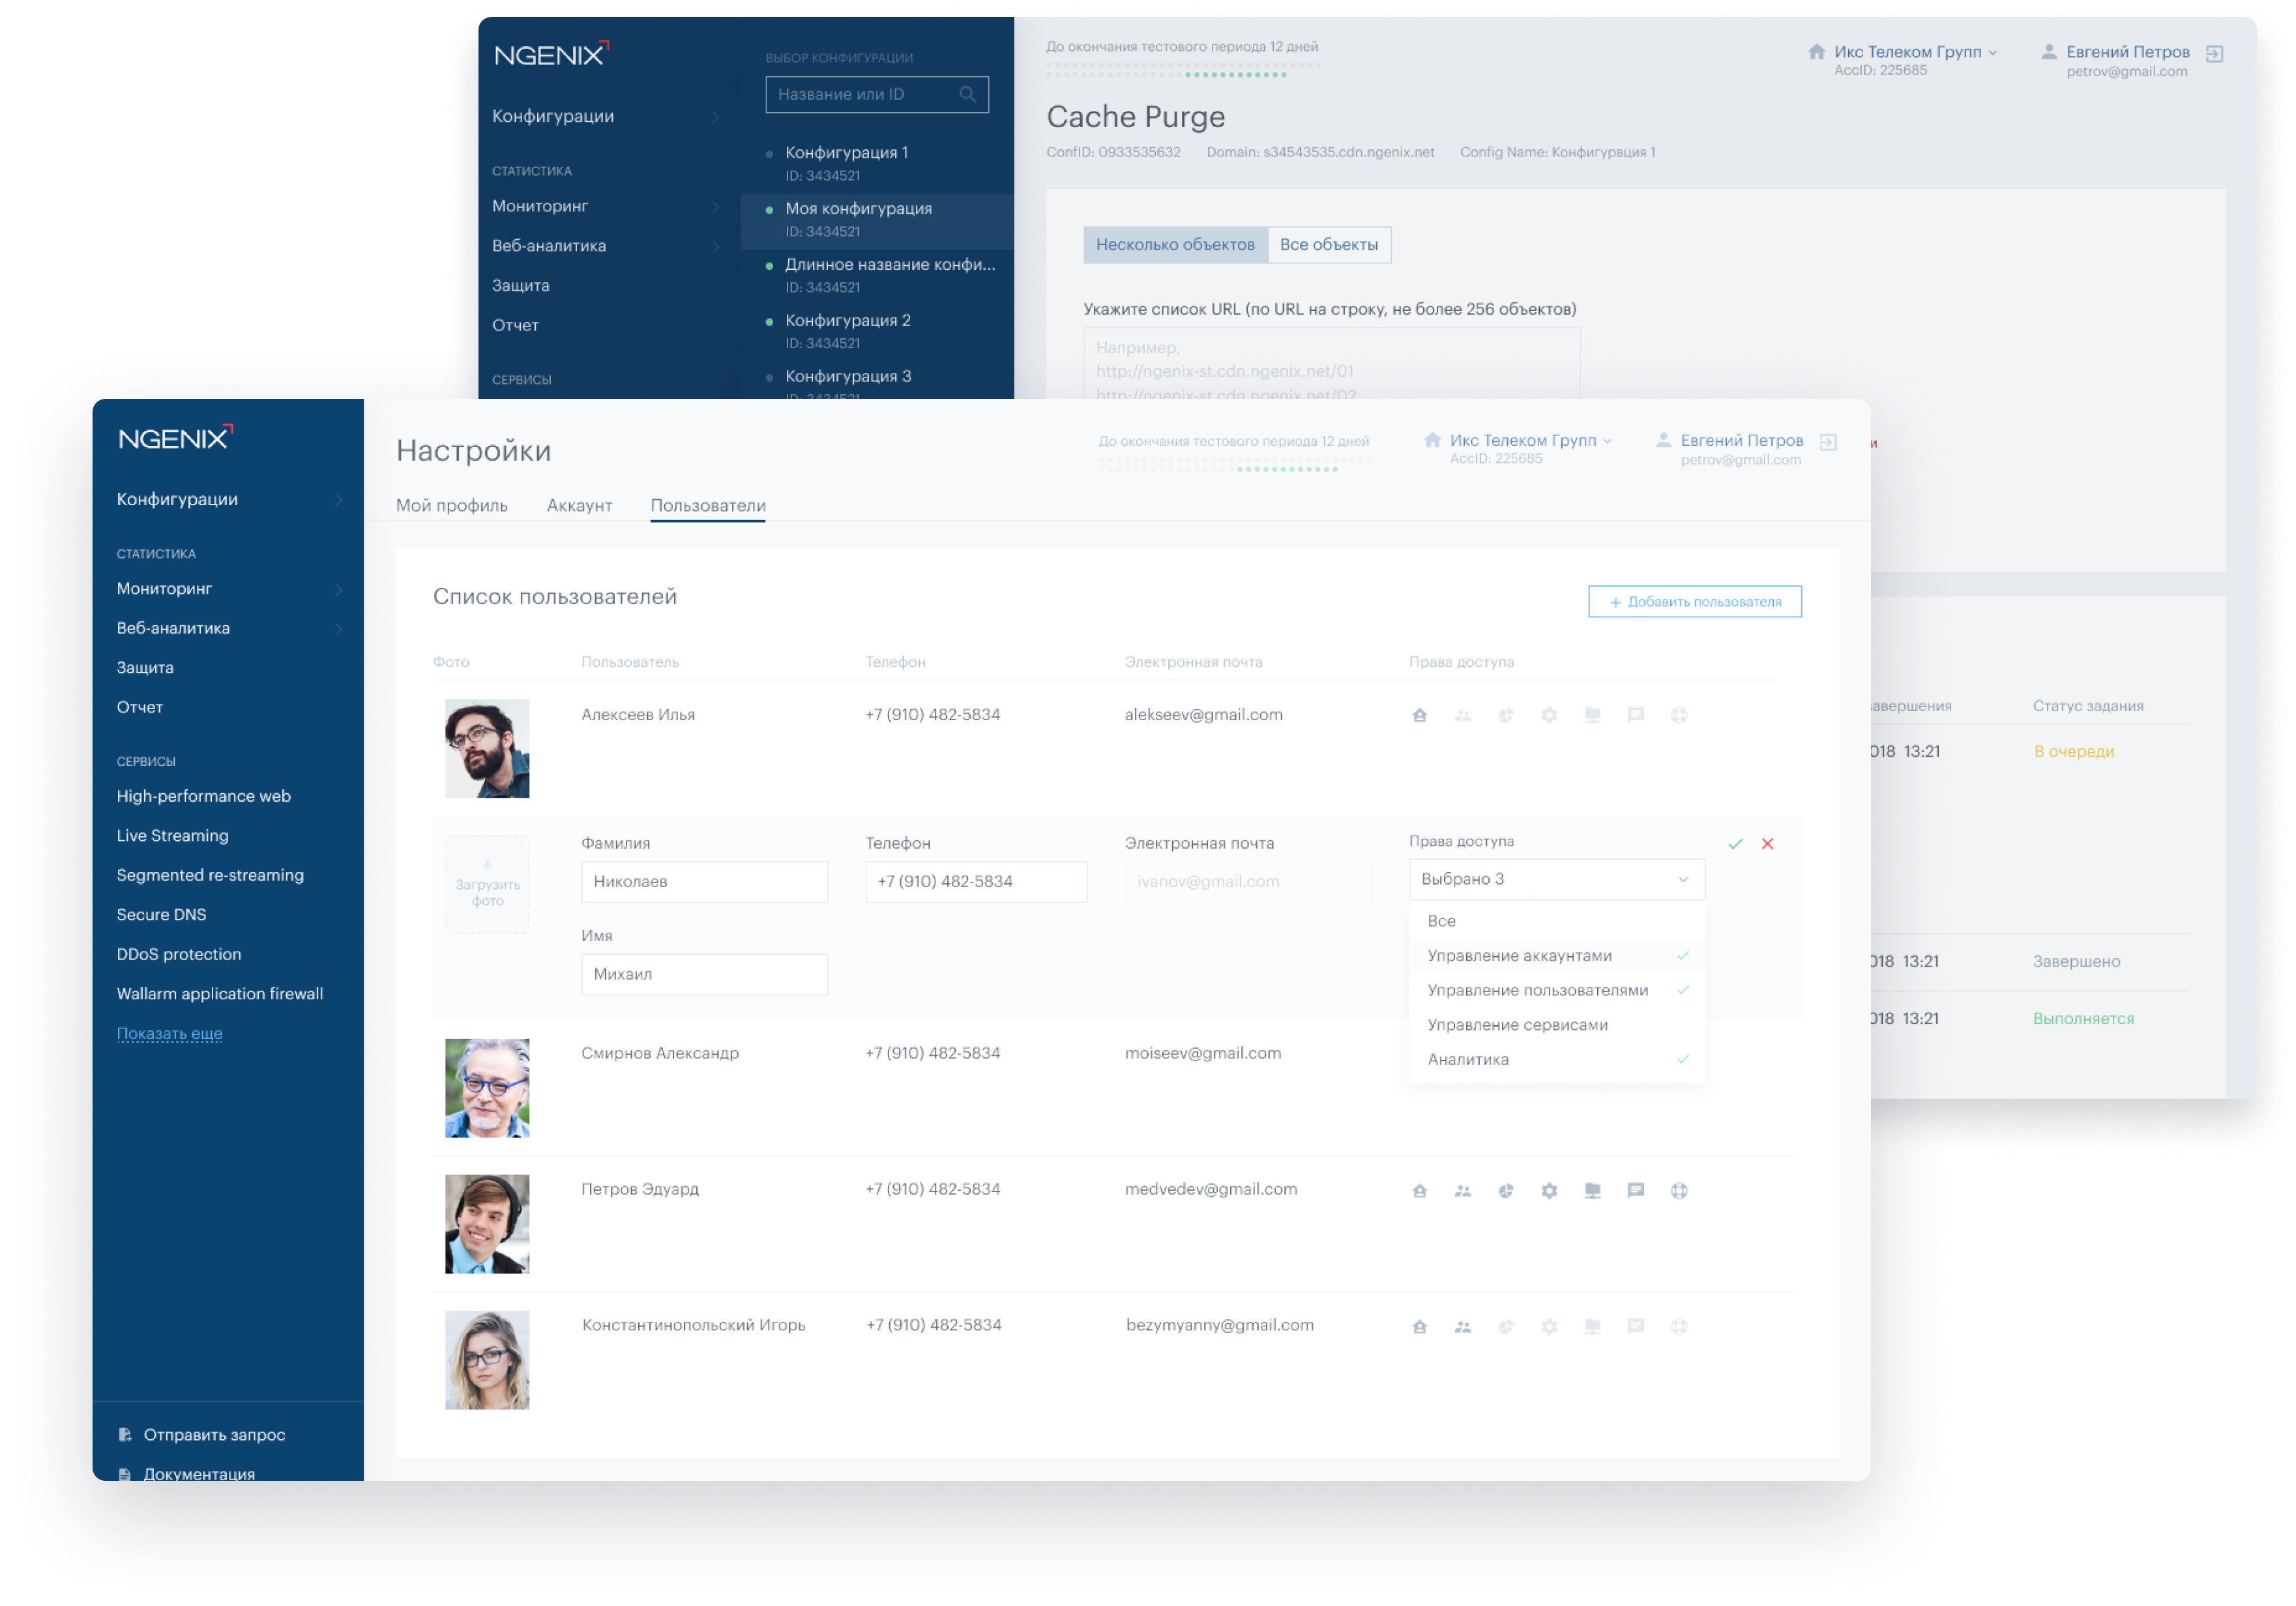 NGENIX
Конфигурации
СТАТИСТИКА
Мониторинг
Веб-аналитика
Защита
Отчет
СЕРВИСЫ
ВЫБОР КОНФИГУРАЦИИ
Название или ID
Конфигурация 1
ID: 3434521
Моя конфигурация
ID: 3434521
Длинное название конфи...
ID: 3434521
Конфигурация 2
ID: 3434521
Конфигурация 3
ID: 3434521
До окончания тестового периода 12 дней
Икс Телеком Групп
AccID: 225685
Евгений Петров
petrov@gmail.com
Cache Purge
ConfID: 0933535632 Domain: s34543535.cdn.ngenix.net Config Name: Конфигурвция 1
Несколько объектов Все объекты
Укажите список URL (по URL на строку, не более 256 объектов)
Например,
http://ngenix-st.cdn.ngenix.net/01
http://ngenix-st.cdn.ngenix.net/02
и
завершения Статус задания
018 13:21 В очереди
018 13:21 Завершено
018 13:21 Выполняется
NGENIX
Конфигурации
СТАТИСТИКА
Мониторинг
Веб-аналитика
Защита
Отчет
СЕРВИСЫ
High-performance web
Live Streaming
Segmented re-streaming
Secure DNS
DDoS protection
Wallarm application firewall
Показать еще
Отправить запрос
Документация
Настройки
До окончания тестового периода 12 дней
Икс Телеком Групп
AccID: 225685
Евгений Петров
petrov@gmail.com
Мой профиль Аккаунт Пользователи
Список пользователей
+ Добавить пользователя
Фото Пользователь Телефон Электронная почта Права доступа
Алексеев Илья +7 (910) 482-5834 alekseev@gmail.com
Загрузить
фото
Фамилия Телефон Электронная почта Права доступа
Николаев +7 (910) 482-5834 ivanov@gmail.com Выбрано 3
Имя
Михаил
Все
Управление аккаунтами
Управление пользователями
Управление сервисами
Аналитика
Смирнов Александр +7 (910) 482-5834 moiseev@gmail.com
Петров Эдуард +7 (910) 482-5834 medvedev@gmail.com
Константинопольский Игорь +7 (910) 482-5834 bezymyanny@gmail.com